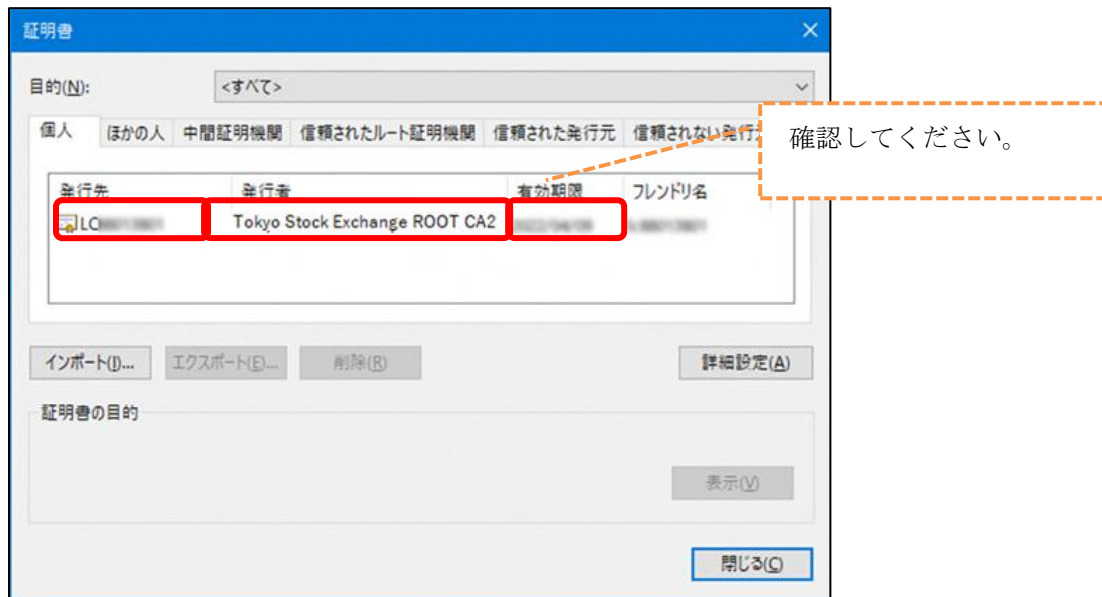 証明書
目的(N):
<すべて>
個人 ほかの人 中間証明機関 信頼されたルート証明機関 信頼された発行元 信頼されない発行
確認してください。
発行先 発行者 有効期限 フレンドリ名
LC Tokyo Stock Exchange ROOT CA2
インポート(I)... エクスポート(E)... 削除(R) 詳細設定(A)
証明書の目的
表示(V)
閉じる(C)